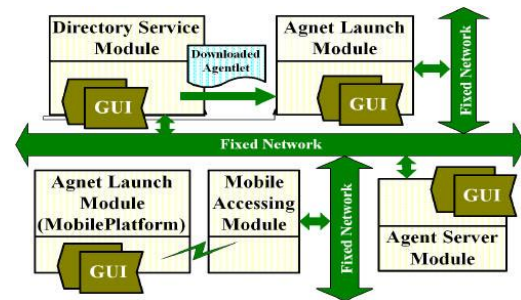 Directory Service
Module
GUI
Downloaded
Agentlet
Agnet Launch
Module
GUI
Fixed Network
Fixed Network
Agnet Launch
Module
(MobilePlatform)
GUI
Mobile
Accessing
Module
Fixed Network
GUI
Agent Server
Module